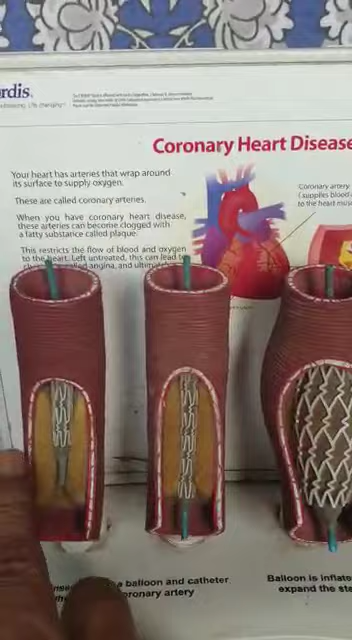 rdis.
Coronary Heart Disease
Your heart has arteries that wrap around
its surface to supply oxygen.
These are called coronary arteries.
When you have coronary heart disease,
these arteries can become clogged with
a fatty substance called plaque.
This restricts the flow of blood and oxygen
to the heart. Left untreated, this can lead to
called angina, and
Coronary artery
( supplies blood
to the heart
a balloon and catheter
coronary artery
Balloon is
expand the